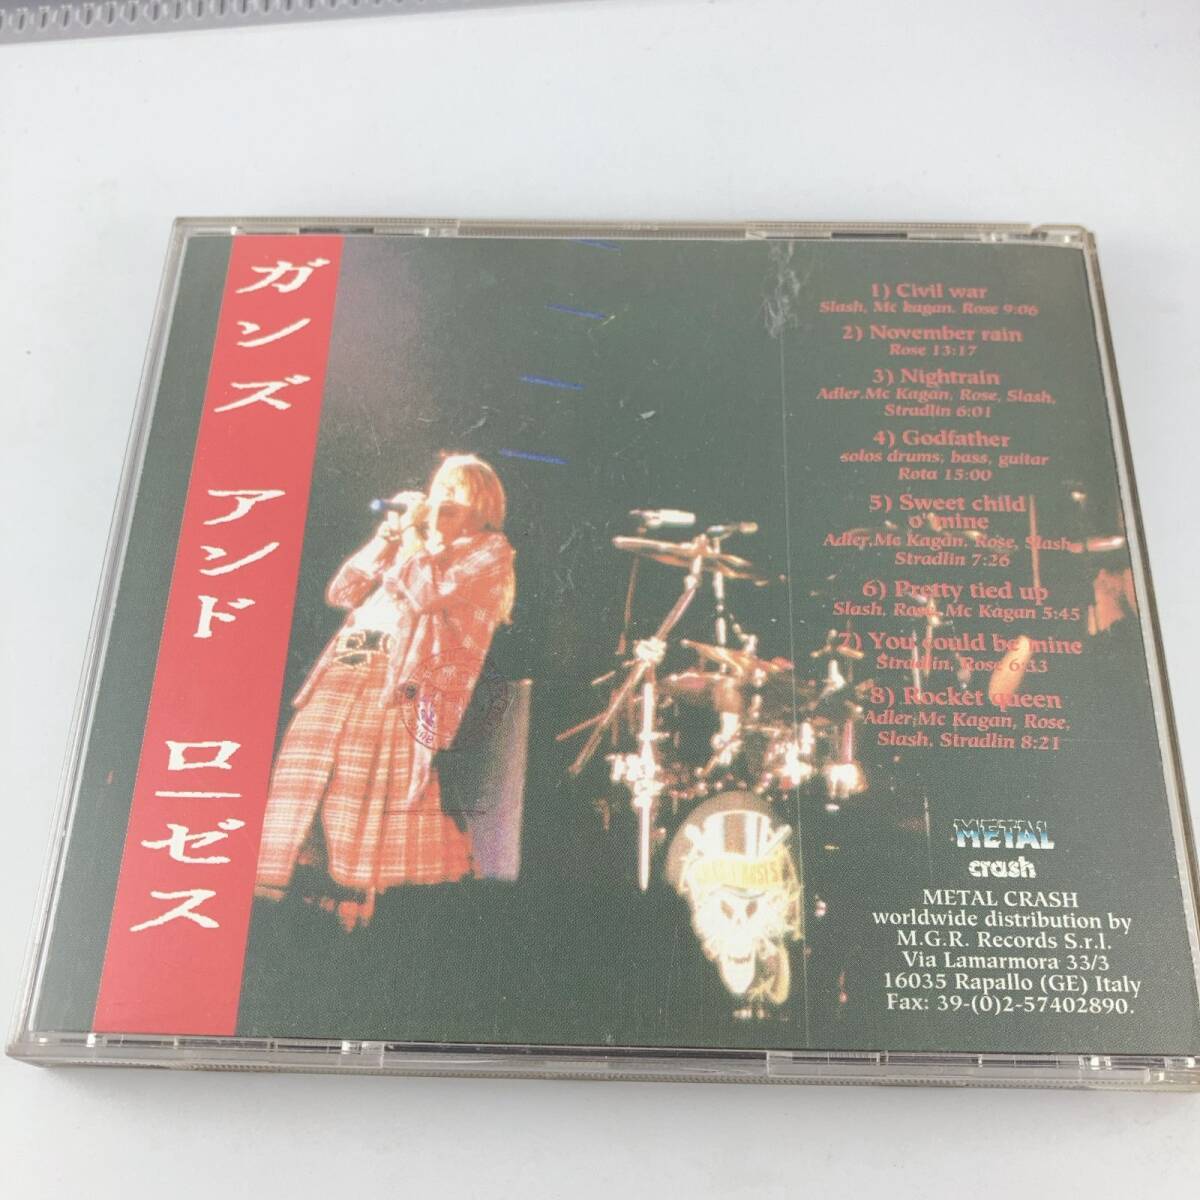 ガンズ アンド ローゼス
1) Civil war
Slash, Mc kagan, Rose 9:06
2) November rain
Rose 13:17
3) Nightrain
Adler,Mc Kagan, Rose, Slash,
Stradlin 6:01
4) Godfather
solos drums, bass, guitar
Rota 15:00
5) Sweet child
o' mine
Adler,Mc Kagan, Rose, Slash,
Stradlin 7:26
6) Pretty tied up
Slash, Rose, Mc Kagan 5:45
7) You could be mine
Stradlin, Rose 6:33
8) Rocket queen
Adler,Mc Kagan, Rose,
Slash, Stradlin 8:21
METAL
crash
METAL CRASH
worldwide distribution by
M.G.R. Records S.r.l.
Via Lamarmora 33/3
16035 Rapallo (GE) Italy
Fax: 39-(0)2-57402890.